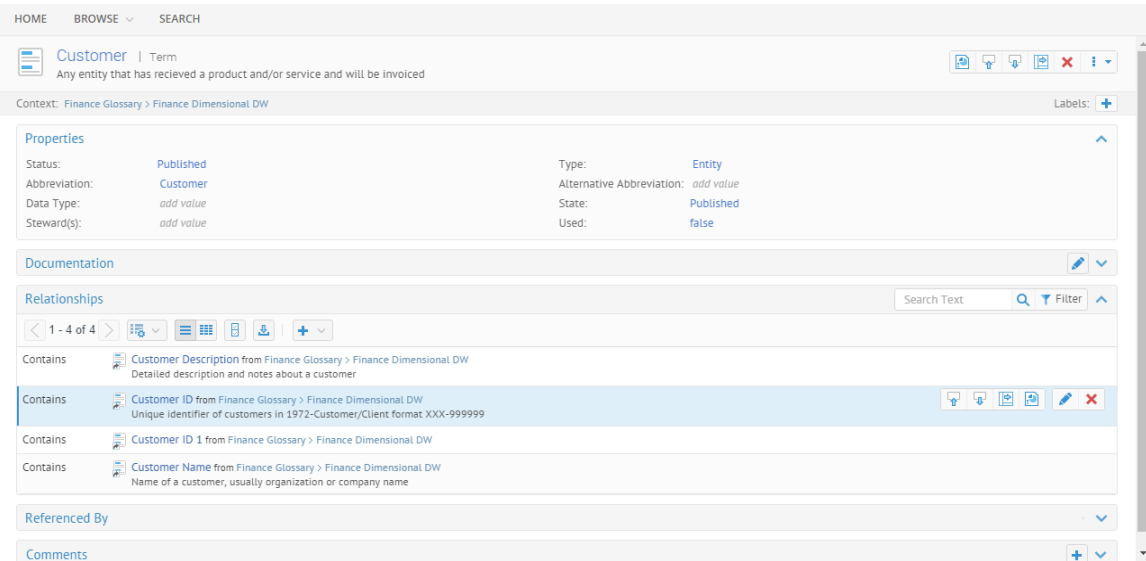 HOME BROWSE SEARCH
Customer | Term
Any entity that has recieved a product and/or service and will be invoiced
Context: Finance Glossary > Finance Dimensional DW Labels:
Properties
Status: Published Type: Entity
Abbreviation: Customer Alternative Abbreviation: add value
Data Type: add value State: Published
Steward(s): add value Used: false
Documentation
Relationships Search Text Filter
1 - 4 of 4
Contains Customer Description from Finance Glossary > Finance Dimensional DW
Detailed description and notes about a customer
Contains Customer ID from Finance Glossary > Finance Dimensional DW
Unique identifier of customers in 1972-Customer/Client format XXX-999999
Contains Customer ID 1 from Finance Glossary > Finance Dimensional DW
Contains Customer Name from Finance Glossary > Finance Dimensional DW
Name of a customer, usually organization or company name
Referenced By
Comments